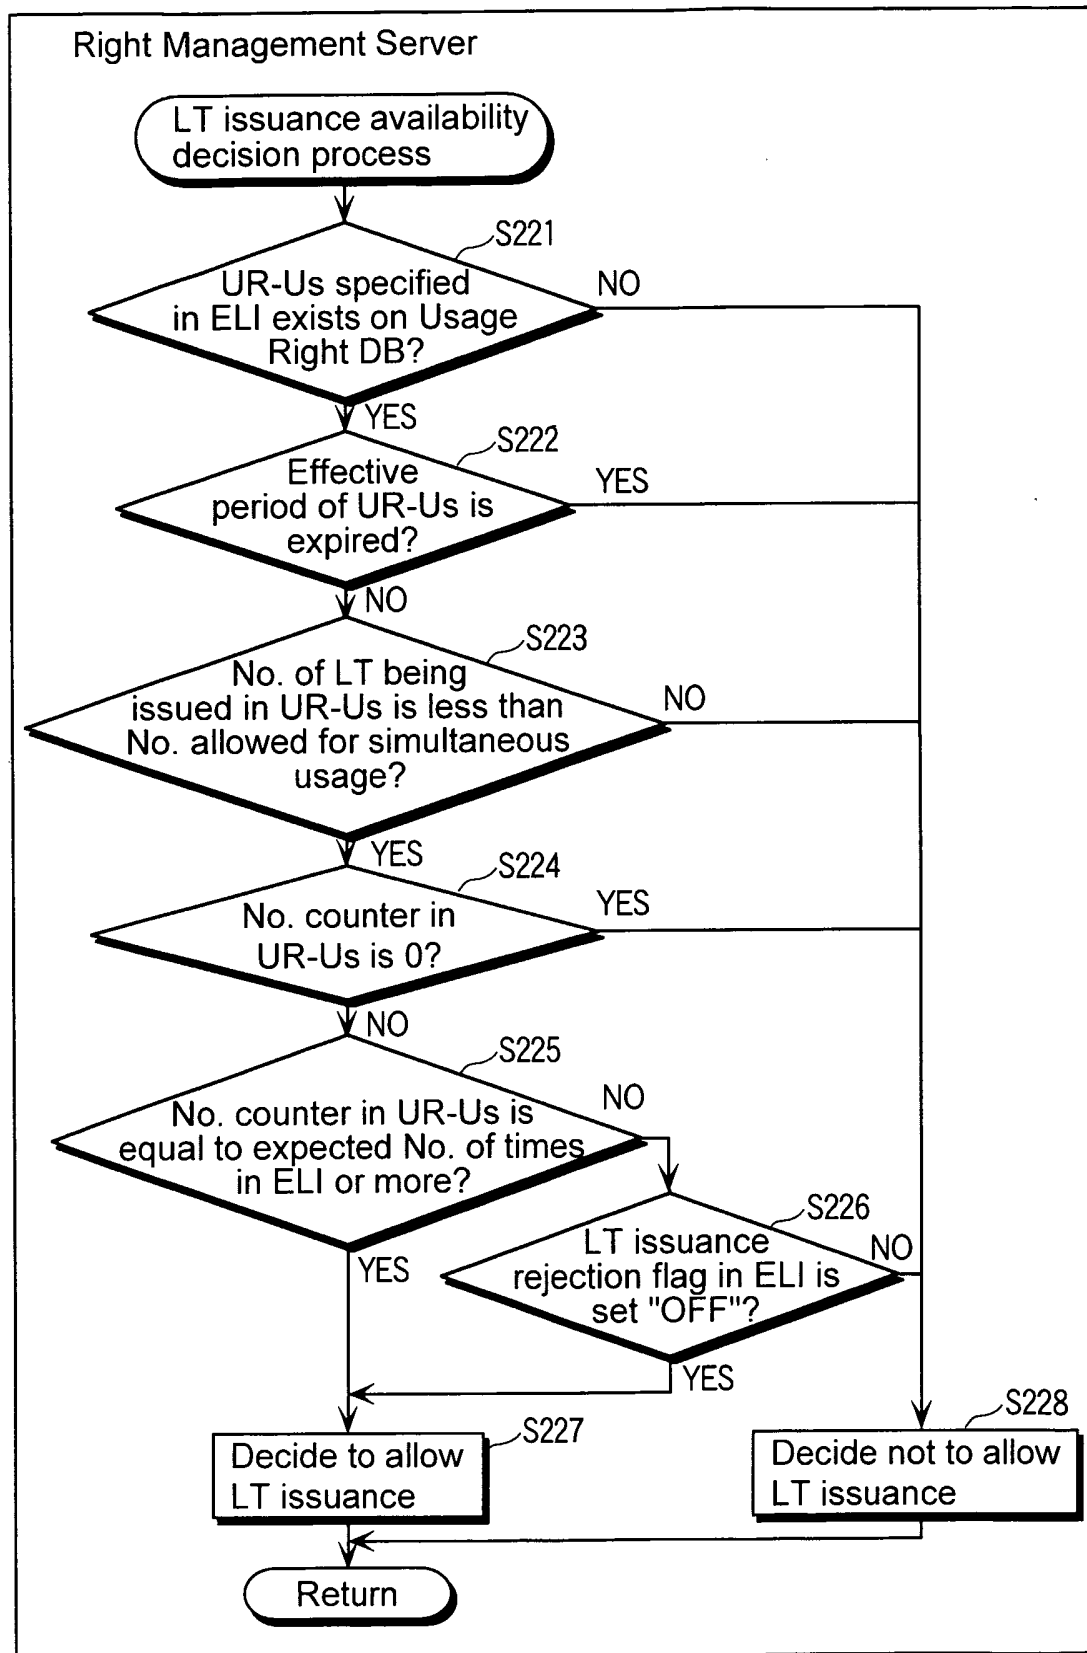 Right Management Server
LT issuance availability
decision process
S221
UR-Us specified
in ELI exists on Usage
Right DB?
NO
YES
S222
Effective
period of UR-Us is
expired?
YES
NO
S223
No. of LT being
issued in UR-Us is less than
No. allowed for simultaneous
usage?
NO
YES
S224
No. counter in
UR-Us is 0?
YES
NO
S225
No. counter in UR-Us is
equal to expected No. of times
in ELI or more?
NO
YES
S226
LT issuance
rejection flag in ELI is
set "OFF"?
NO
YES
S227
Decide to allow
LT issuance
S228
Decide not to allow
LT issuance
Return